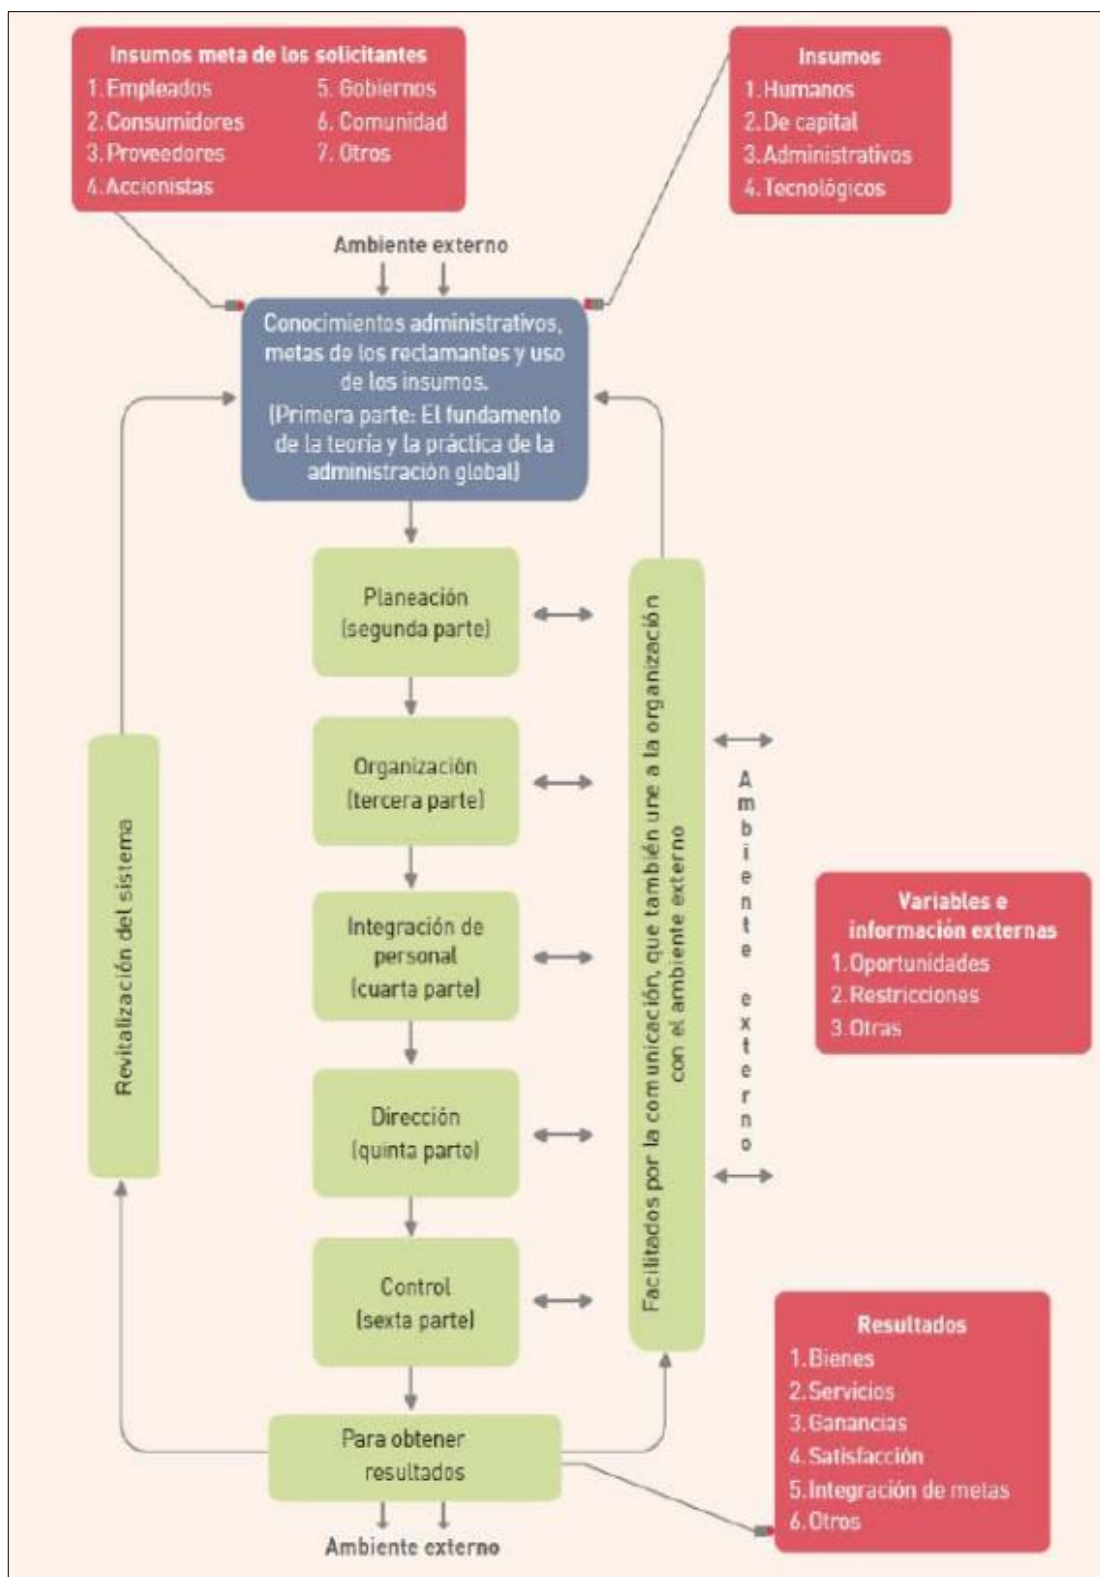 Insumos meta de los solicitantes
1. Empleados
2. Consumidores
3. Proveedores
4. Accionistas
5. Gobiernos
6. Comunidad
7. Otros
Insumos
1. Humanos
2. De capital
3. Administrativos
4. Tecnológicos
Ambiente externo
Conocimientos administrativos,
metas de los reclamantes y uso
de los insumos.
(Primera parte: El fundamento
de la teoría y la práctica de la
administración global)
Planeación
(segunda parte)
Organización
(tercera parte)
Integración de
personal
(cuarta parte)
Dirección
(quinta parto)
Control
(sexta parte)
Para obtener
resultados
Ambiente externo
Revitalización del sistema
Facilitados por la comunicación, que también une a la organización
con el ambiente externo
Ambiente externo
Variables e
información externas
1. Oportunidades
2. Restricciones
3. Otras
Resultados
1. Bienes
2. Servicios
3. Ganancias
4. Satisfacción
5. Integración de metas
6. Otros